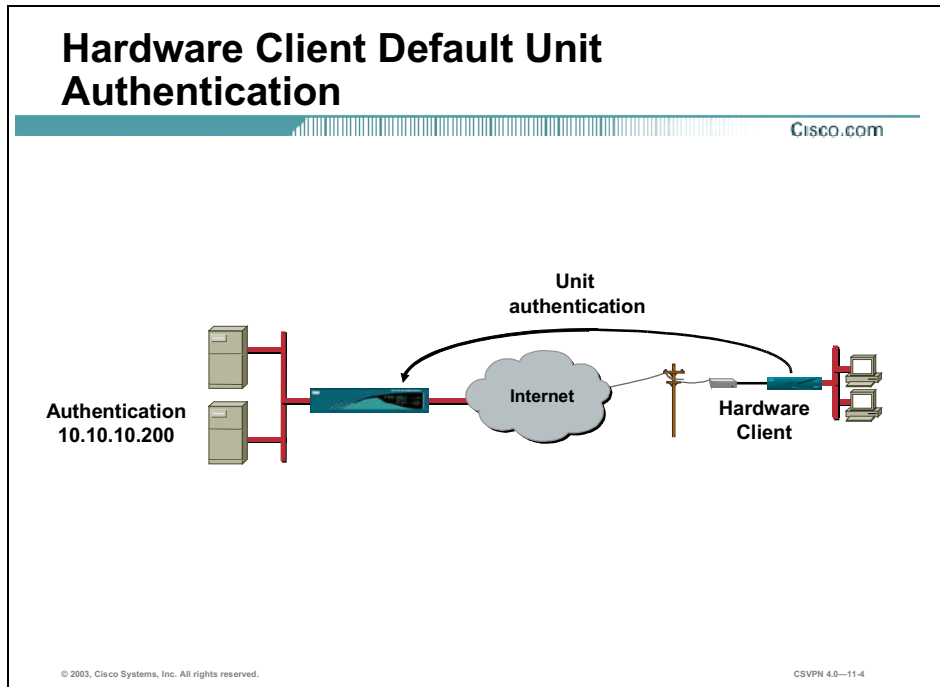 Hardware Client Default Unit
Authentication
Cisco.com
Unit
authentication
Internet
Authentication
10.10.10.200
Hardware
Client
© 2003, Cisco Systems, Inc. All rights reserved.
CSVPN 4.0—11-4